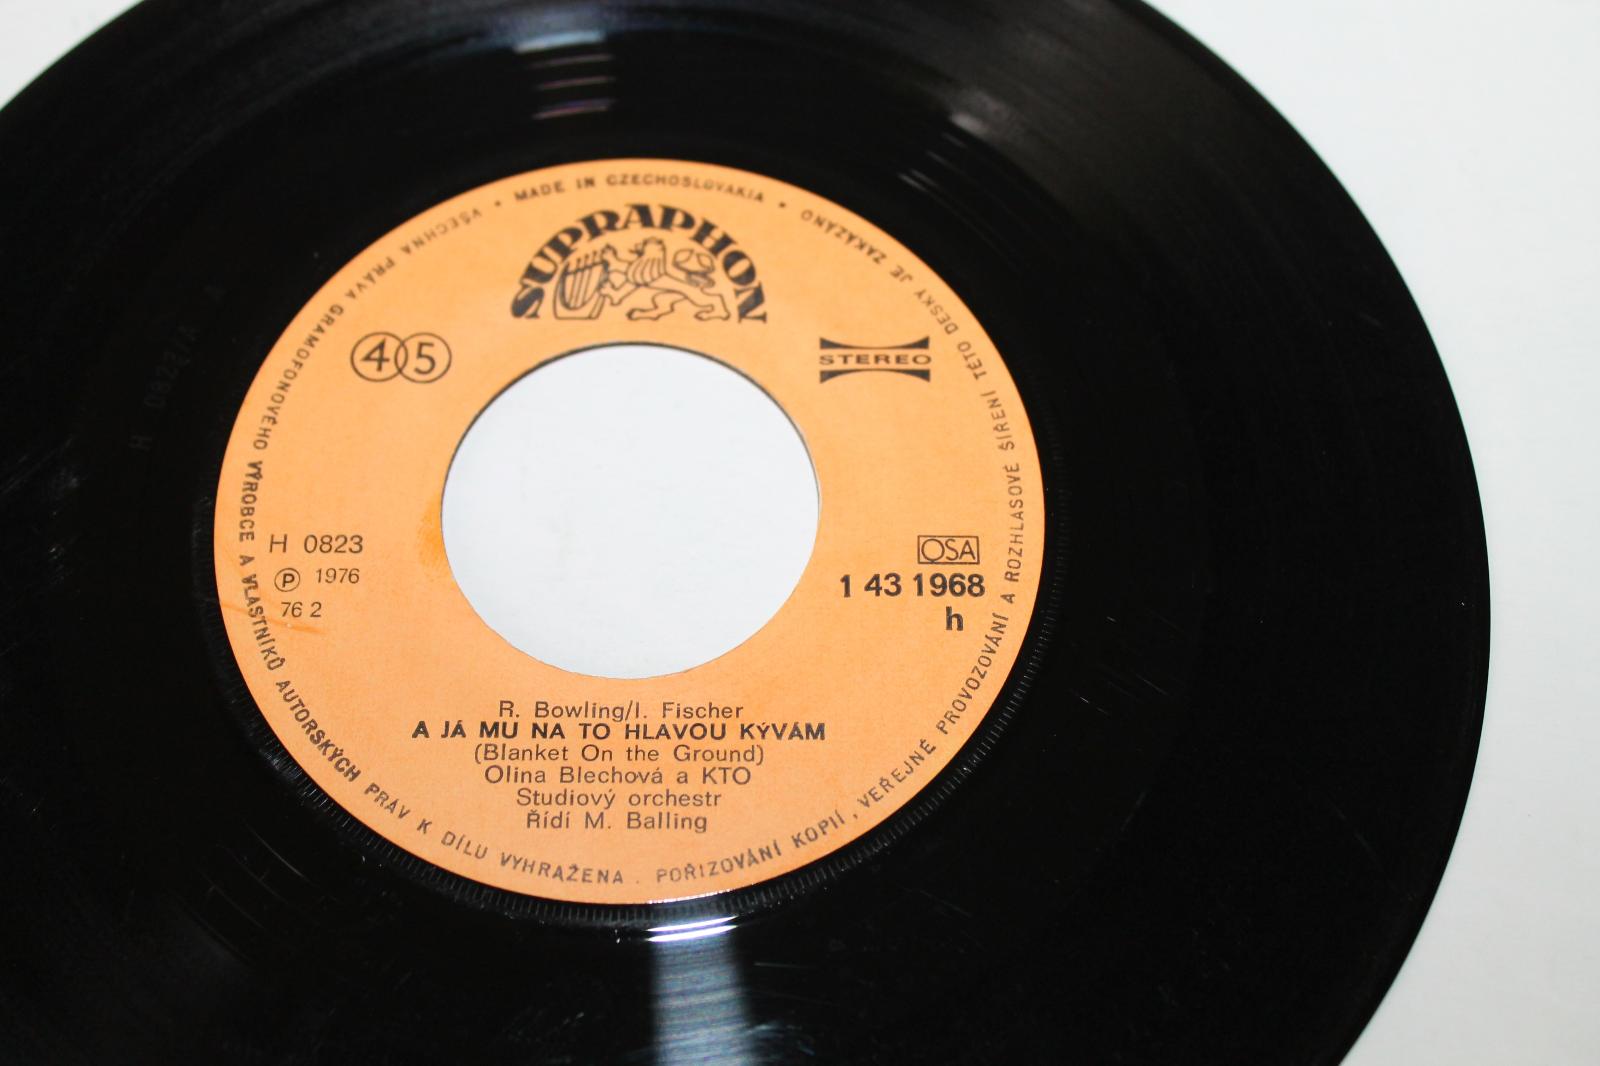 • MADE IN CZECHOSLOVAKIA •
SUPRAPHON
45
STEREO
H 0823
Ⓟ 1976
76 2
OSA
1 43 1968
h
R. Bowling/I. Fischer
A JÁ MU NA TO HLAVOU KÝVÁM
(Blanket On the Ground)
Olina Blechová a KTO
Studiový orchestr
Řídí M. Balling
VŠECHNA PRÁVA GRAMOFONOVÉHO VÝROBCE A VLASTNÍKŮ AUTORSKÝCH PRÁV K DÍLU VYHRAŽENA . POŘIZOVÁNÍ KOPIÍ, VEŘEJNÉ PROVOZOVÁNÍ A ROZHLASOVÉ ŠÍŘENÍ TÉTO DESKY JE ZAKÁZÁNO